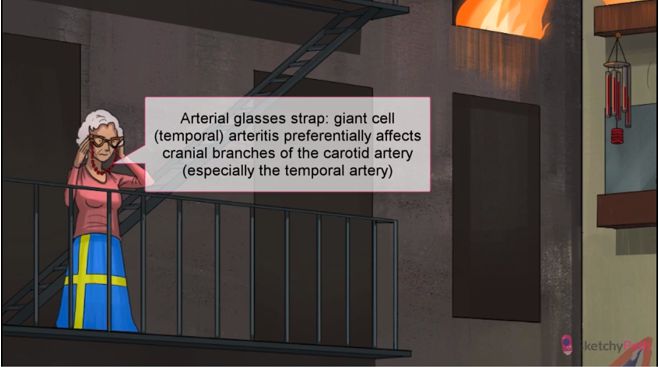 Arterial glasses strap: giant cell
(temporal) arteritis preferentially affects
cranial branches of the carotid artery
(especially the temporal artery)